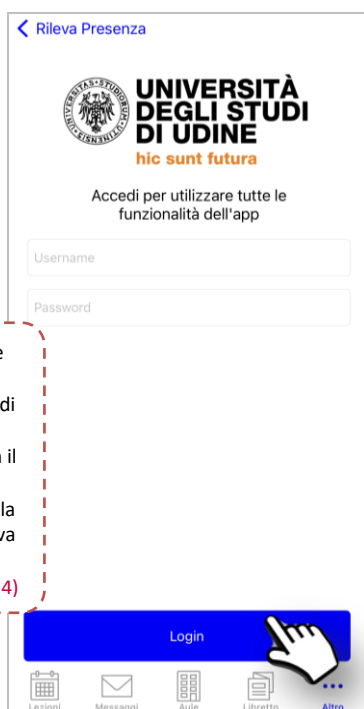 Rileva Presenza
UNIVERSITÀ
DEGLI STUDI
DI UDINE
hic sunt futura
Accedi per utilizzare tutte le
funzionalità dell'app
Username
Password
e
di
il
la
va
4)
Login
Lezioni Messaggi Aule Libretto Altro